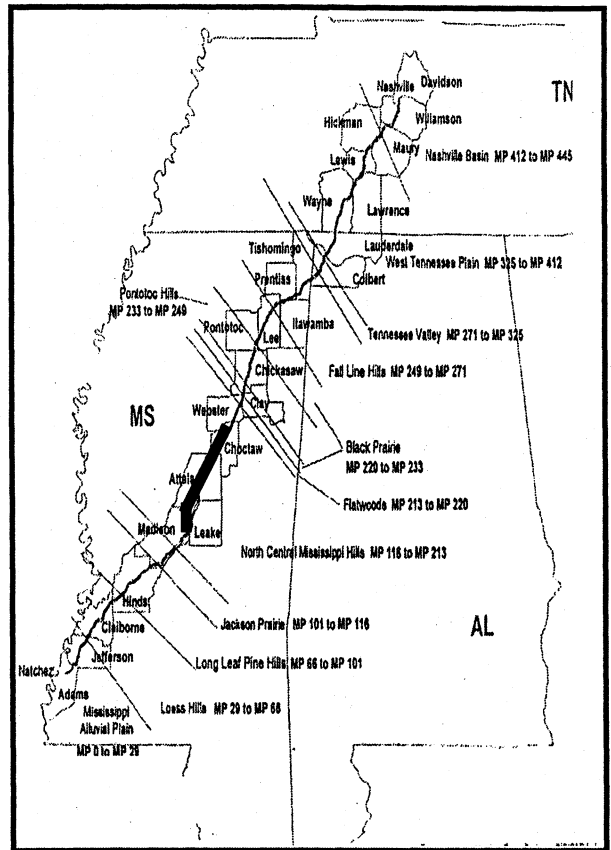 Davidson
Nashville
TN
Williamson
Hickman
Maury
Nashville Basin MP 412 to MP 445
Lewis
Wayne
Lawrence
Tishomingo
Lauderdale
West Tennessee Plain MP 325 to MP 412
Colbert
Prentiss
Pontotoc Hills
MP 233 to MP 249
Itawamba
Pontotoc
Lee
Tennessee Valley MP 271 to MP 325
Chickasaw
Fall Line Hills MP 249 to MP 271
MS
Webster
Clay
Choctaw
Black Prairie
MP 220 to MP 233
Attala
Flatwoods MP 213 to MP 220
Madison
Leake
North Central Mississippi Hills MP 116 to MP 213
Hinds
Jackson Prairie MP 101 to MP 116
AL
Claiborne
Long Leaf Pine Hills MP 66 to MP 101
Jefferson
Natchez
Adams
Loess Hills MP 29 to MP 66
Mississippi
Alluvial Plain
MP 0 to MP 29